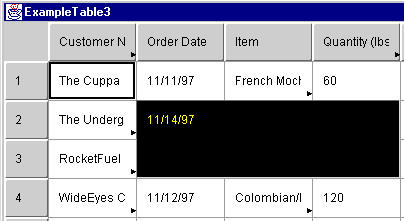 ExampleTable3
Customer N Order Date Item Quantity (lbs
1 The Cuppa 11/11/97 French Moch 60
2 The Underg 11/14/97
3 RocketFuel
4 WideEyes C 11/12/97 Colombian/I 120